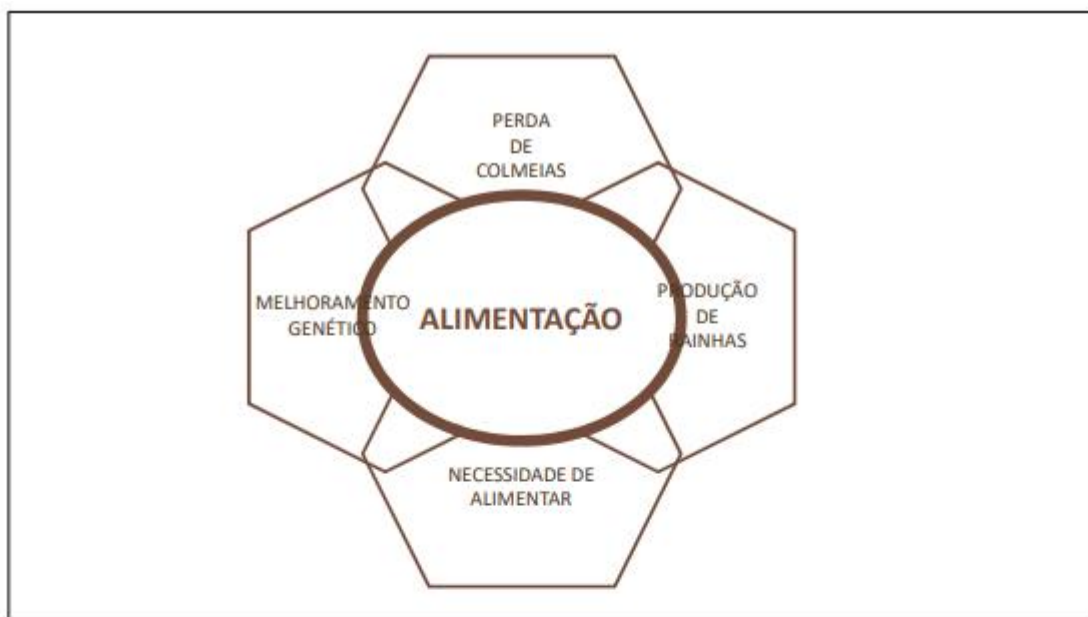 PERDA
DE
COLMEIAS
MELHORAMENTO
GENÉTICO
ALIMENTAÇÃO
PRODUÇÃO
DE
RAINHAS
NECESSIDADE DE
ALIMENTAR